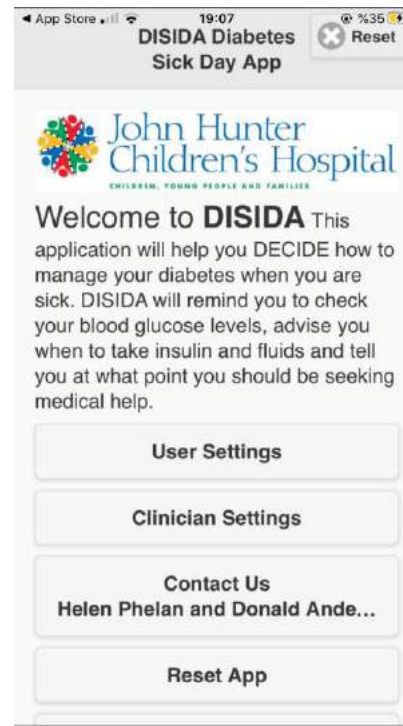 App Store
19:07
%35
DISIDA Diabetes
Sick Day App
Reset
John Hunter
Children's Hospital
CHILDREN, YOUNG PEOPLE AND FAMILIES
Welcome to DISIDA This
application will help you DECIDE how to
manage your diabetes when you are
sick. DISIDA will remind you to check
your blood glucose levels, advise you
when to take insulin and fluids and tell
you at what point you should be seeking
medical help.
User Settings
Clinician Settings
Contact Us
Helen Phelan and Donald Ande...
Reset App